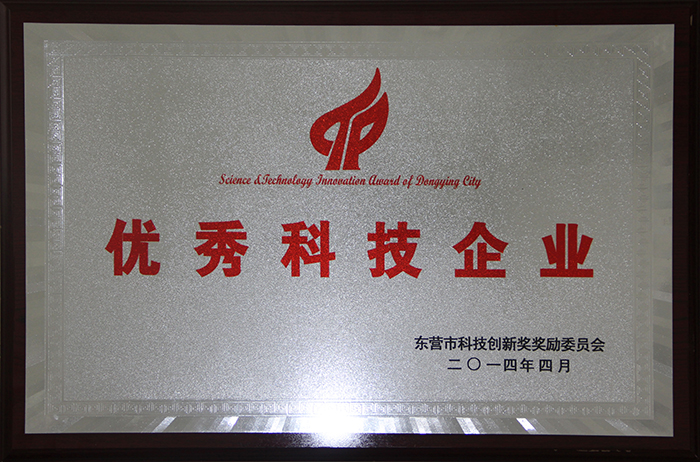 Science & Technology Innovation Award of Dongying City
优秀科技企业
东营市科技创新奖奖励委员会
二〇一四年四月